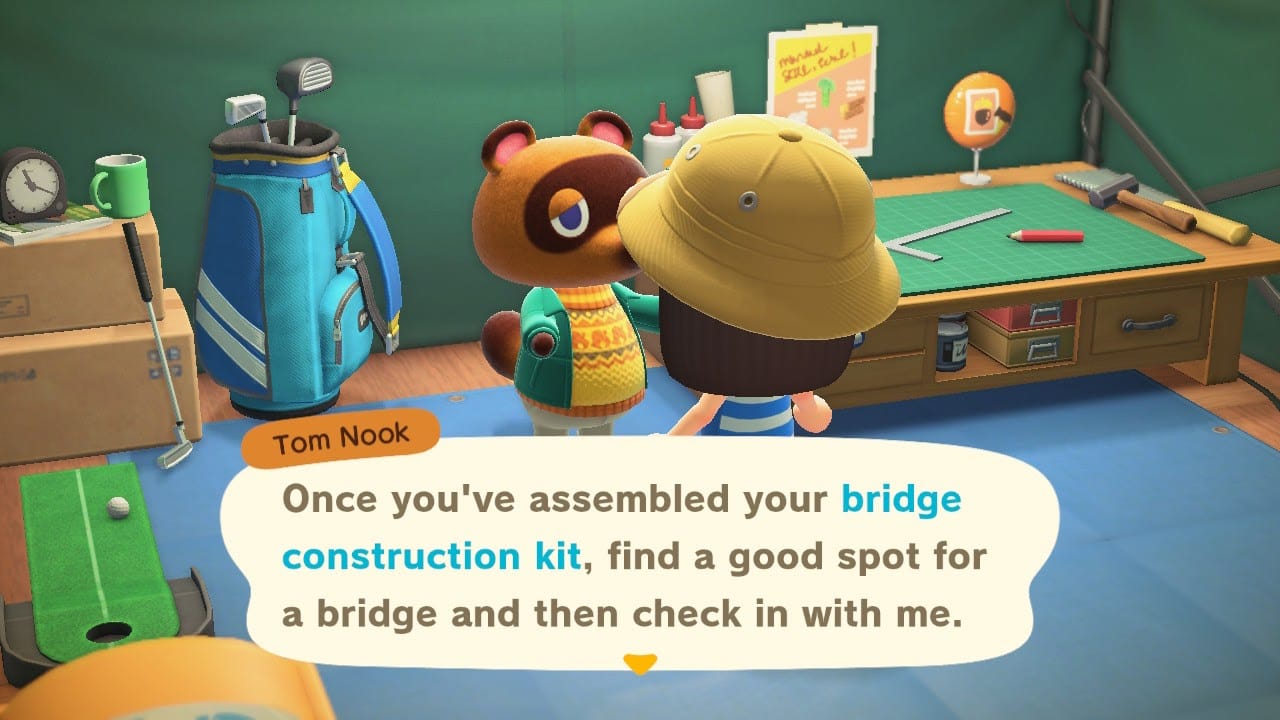 Tom Nook
Once you've assembled your bridge
construction kit, find a good spot for
a bridge and then check in with me.